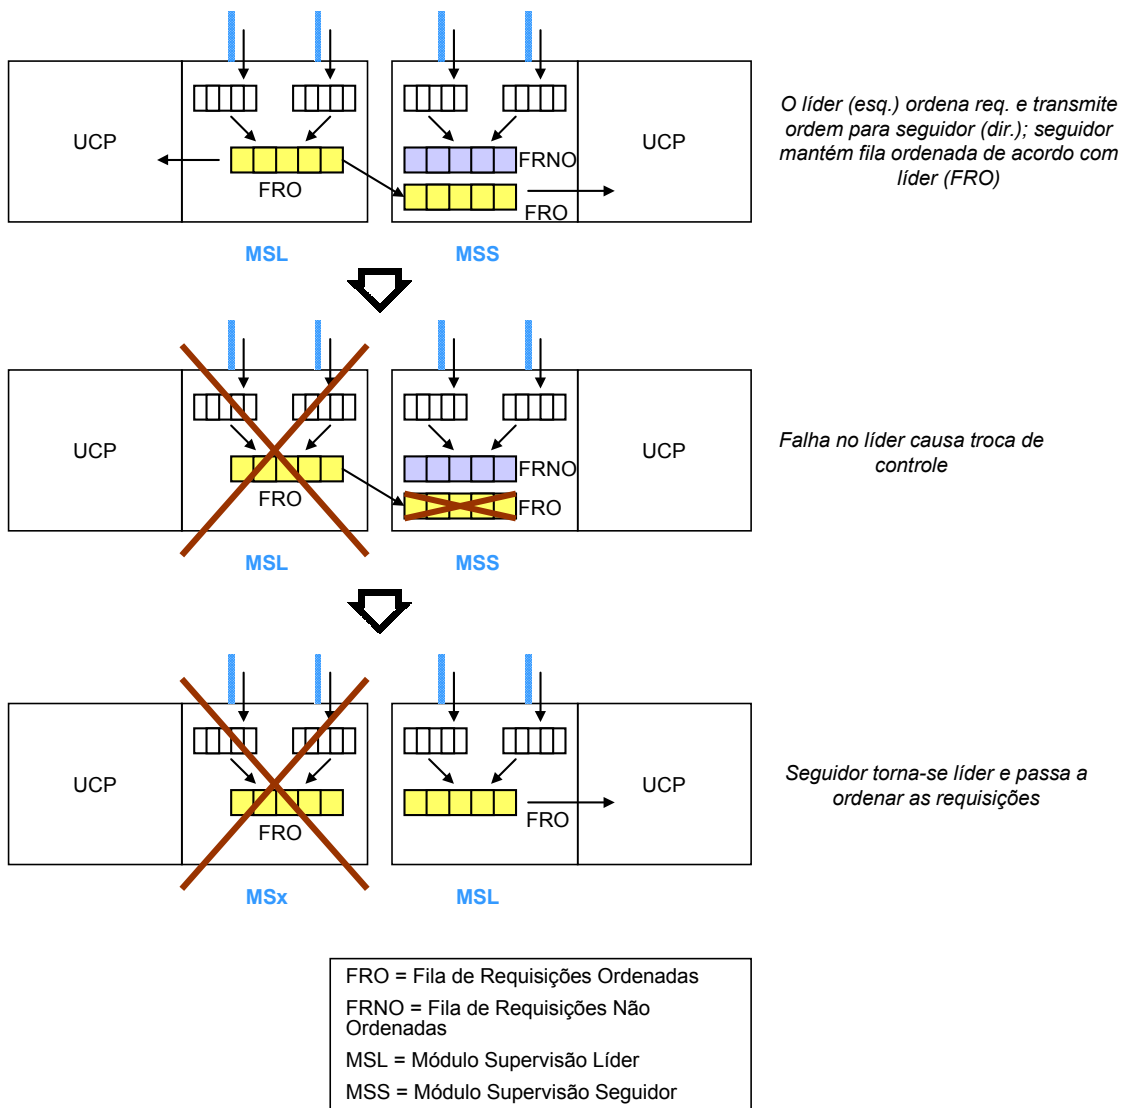 UCP
FRO
FRNO
FRO
UCP
O líder (esq.) ordena req. e transmite
ordem para seguidor (dir.); seguidor
mantém fila ordenada de acordo com
líder (FRO)
MSL
MSS
UCP
FRO
FRNO
FRO
UCP
Falha no líder causa troca de
controle
MSL
MSS
UCP
FRO
FRO
UCP
Seguidor torna-se líder e passa a
ordenar as requisições
MSx
MSL
FRO = Fila de Requisições Ordenadas
FRNO = Fila de Requisições Não
Ordenadas
MSL = Módulo Supervisão Líder
MSS = Módulo Supervisão Seguidor